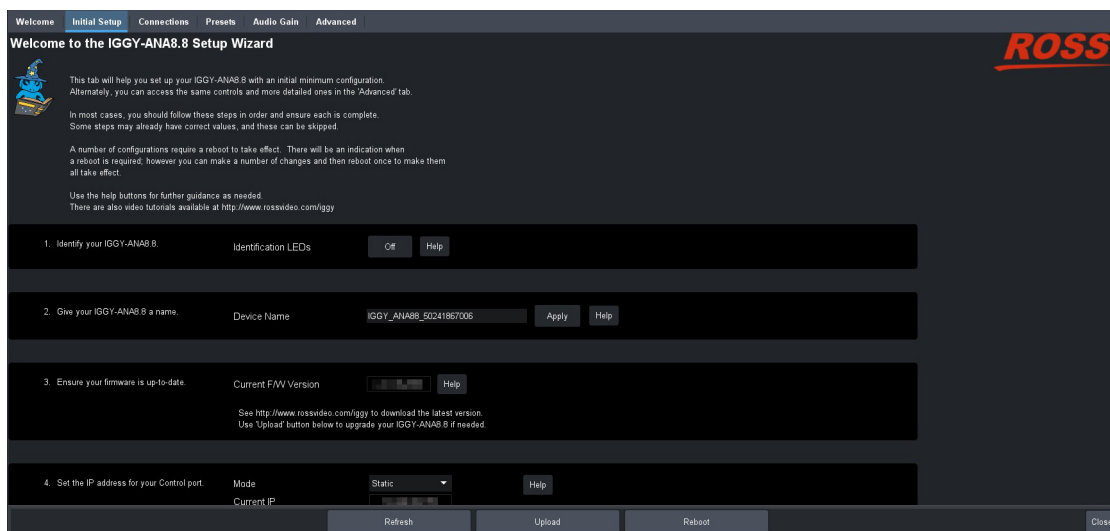 Welcome Initial Setup Connections Presets Audio Gain Advanced
Welcome to the IGGY-ANA8.8 Setup Wizard
ROSS
This tab will help you set up your IGGY-ANA8.8 with an initial minimum configuration.
Alternately, you can access the same controls and more detailed ones in the 'Advanced' tab.
In most cases, you should follow these steps in order and ensure each is complete.
Some steps may already have correct values, and these can be skipped.
A number of configurations require a reboot to take effect. There will be an indication when
a reboot is required; however you can make a number of changes and then reboot once to make them
all take effect.
Use the help buttons for further guidance as needed.
There are also video tutorials available at http://www.rossvideo.com/iggy
1. Identify your IGGY-ANA8.8. Identification LEDs Off Help
2. Give your IGGY-ANA8.8 a name. Device Name IGGY_ANA88_50241867006 Apply Help
3. Ensure your firmware is up-to-date. Current F/W Version Help
See http://www.rossvideo.com/iggy to download the latest version.
Use 'Upload' button below to upgrade your IGGY-ANA8.8 if needed.
4. Set the IP address for your Control port. Mode Static Help
Current IP
Refresh Upload Reboot Close